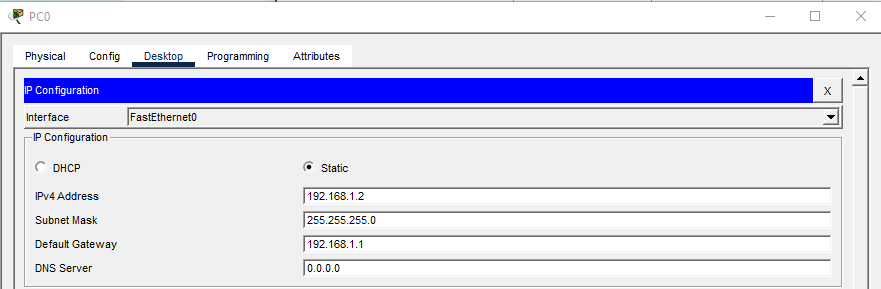 PC0
Physical Config Desktop Programming Attributes
IP Configuration X
Interface FastEthernet0
IP Configuration
DHCP Static
IPv4 Address 192.168.1.2
Subnet Mask 255.255.255.0
Default Gateway 192.168.1.1
DNS Server 0.0.0.0